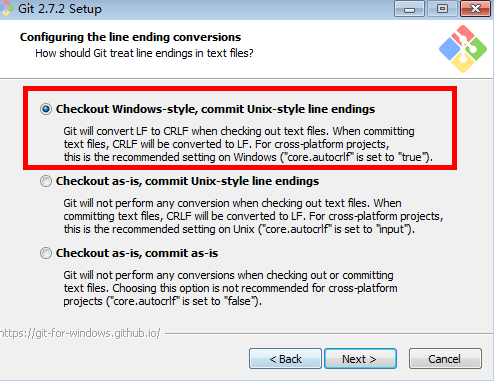 Git 2.7.2 Setup
Configuring the line ending conversions
How should Git treat line endings in text files?
Checkout Windows-style, commit Unix-style line endings
Git will convert LF to CRLF when checking out text files. When committing
text files, CRLF will be converted to LF. For cross-platform projects,
this is the recommended setting on Windows ("core.autocrlf" is set to "true").
Checkout as-is, commit Unix-style line endings
Git will not perform any conversion when checking out text files. When
committing text files, CRLF will be converted to LF. For cross-platform projects,
this is the recommended setting on Unix ("core.autocrlf" is set to "input").
Checkout as-is, commit as-is
Git will not perform any conversions when checking out or committing
text files. Choosing this option is not recommended for cross-platform
projects ("core.autocrlf" is set to "false").
https://git-for-windows.github.io/
< Back
Next >
Cancel